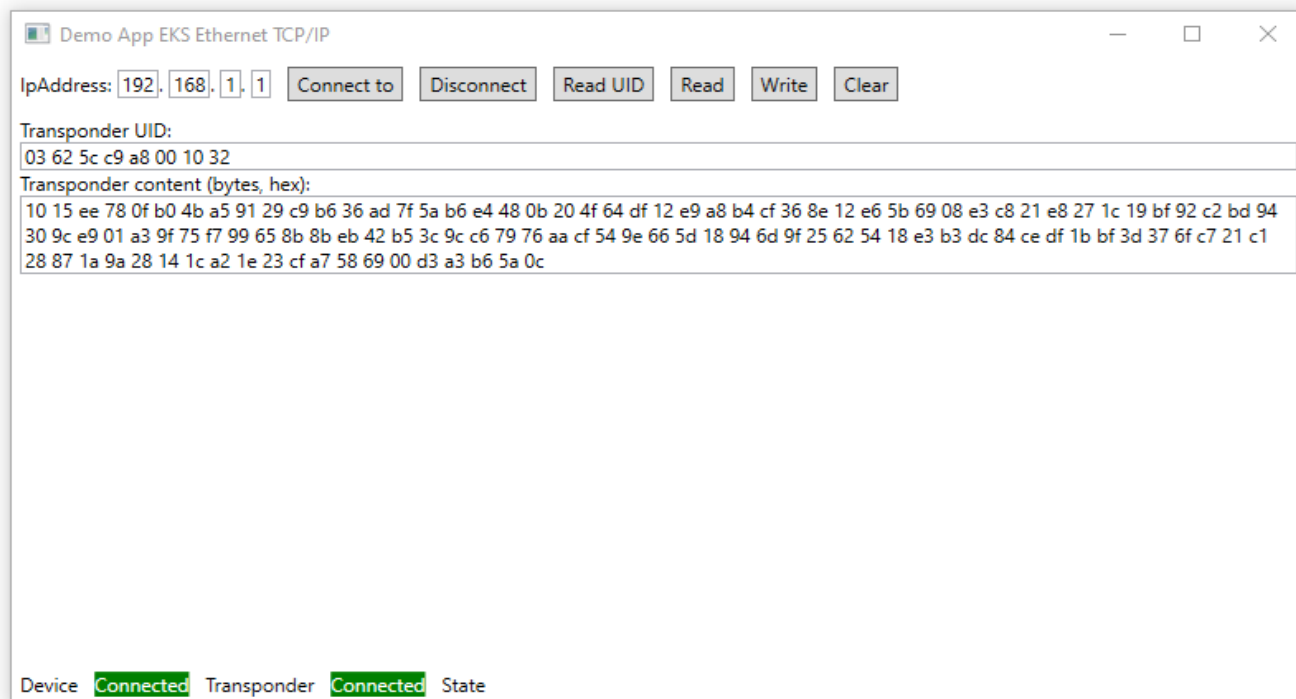 Demo App EKS Ethernet TCP/IP
IpAddress: 192. 168. 1. 1 Connect to Disconnect Read UID Read Write Clear
Transponder UID:
03 62 5c c9 a8 00 10 32
Transponder content (bytes, hex):
10 15 ee 78 0f b0 4b a5 91 29 c9 b6 36 ad 7f 5a b6 e4 48 0b 20 4f 64 df 12 e9 a8 b4 cf 36 8e 12 e6 5b 69 08 e3 c8 21 e8 27 1c 19 bf 92 c2 bd 94
30 9c e9 01 a3 9f 75 f7 99 65 8b 8b eb 42 b5 3c 9c c6 79 76 aa cf 54 9e 66 5d 18 94 6d 9f 25 62 54 18 e3 b3 dc 84 ce df 1b bf 3d 37 6f c7 21 c1
28 87 1a 9a 28 14 1c a2 1e 23 cf a7 58 69 00 d3 a3 b6 5a 0c
Device Connected Transponder Connected State